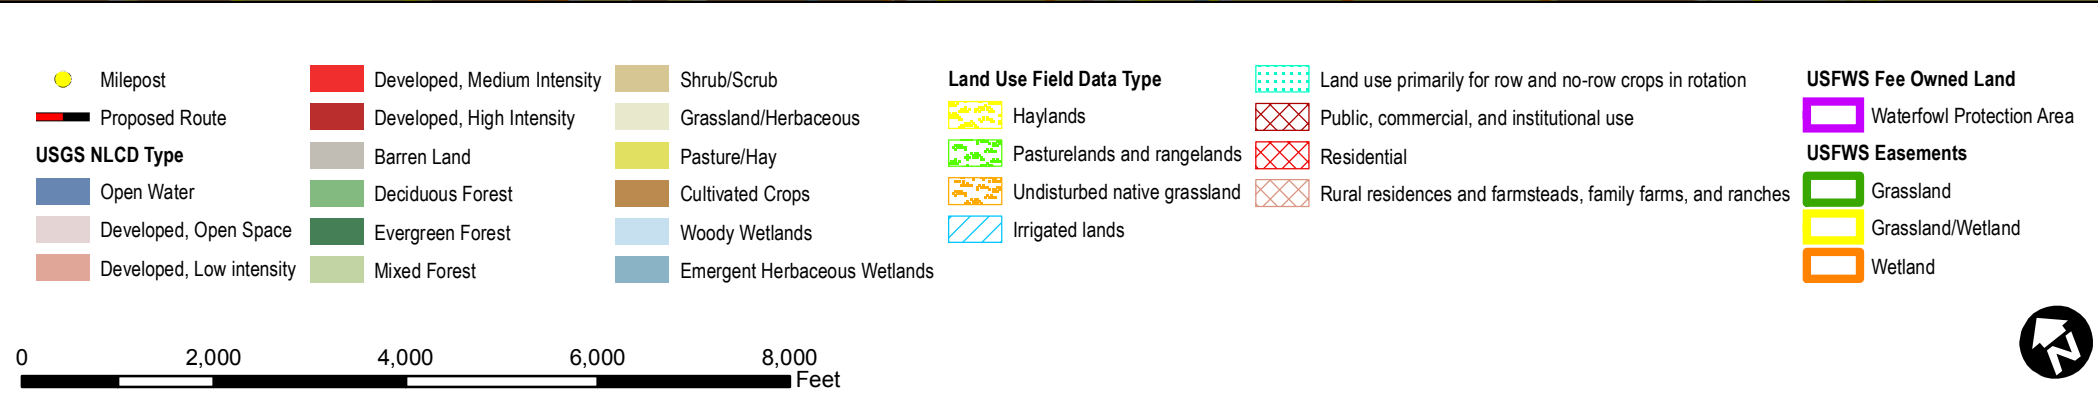 Milepost
Proposed Route
USGS NLCD Type
Open Water
Developed, Open Space
Developed, Low intensity
Developed, Medium Intensity
Developed, High Intensity
Barren Land
Deciduous Forest
Evergreen Forest
Mixed Forest
Shrub/Scrub
Grassland/Herbaceous
Pasture/Hay
Cultivated Crops
Woody Wetlands
Emergent Herbaceous Wetlands
Land Use Field Data Type
Haylands
Pasturelands and rangelands
Undisturbed native grassland
Irrigated lands
Land use primarily for row and no-row crops in rotation
Public, commercial, and institutional use
Residential
Rural residences and farmsteads, family farms, and ranches
USFWS Fee Owned Land
Waterfowl Protection Area
USFWS Easements
Grassland
Grassland/Wetland
Wetland
0 2,000 4,000 6,000 8,000
Feet
N